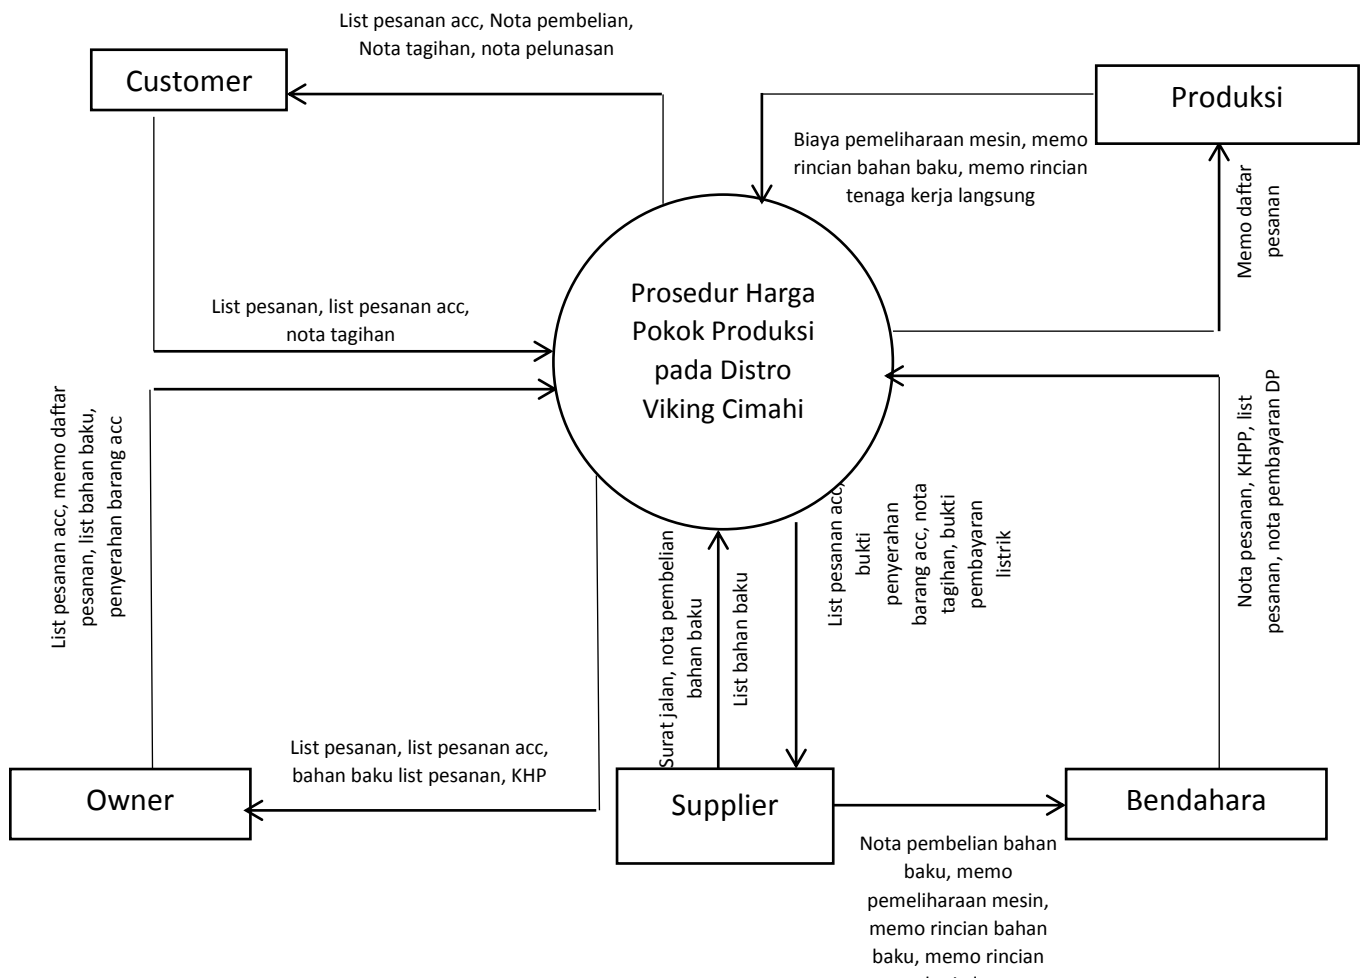 List pesanan acc, Nota pembelian,
Nota tagihan, nota pelunasan
Customer
Produksi
Biaya pemeliharaan mesin, memo
rincian bahan baku, memo rincian
tenaga kerja langsung
Memo daftar
pesanan
List pesanan, list pesanan acc,
nota tagihan
Prosedur Harga
Pokok Produksi
pada Distro
Viking Cimahi
List pesanan acc, memo daftar
pesanan, list bahan baku,
penyerahan barang acc
Nota pesanan, KHPP, list
pesanan, nota pembayaran DP
List pesanan acc,
bukti
penyerahan
barang acc, nota
tagihan, bukti
pembayaran
listrik
Surat jalan, nota pembelian
bahan baku
List bahan baku
List pesanan, list pesanan acc,
bahan baku list pesanan, KHP
Owner
Supplier
Bendahara
Nota pembelian bahan
baku, memo
pemeliharaan mesin,
memo rincian bahan
baku, memo rincian